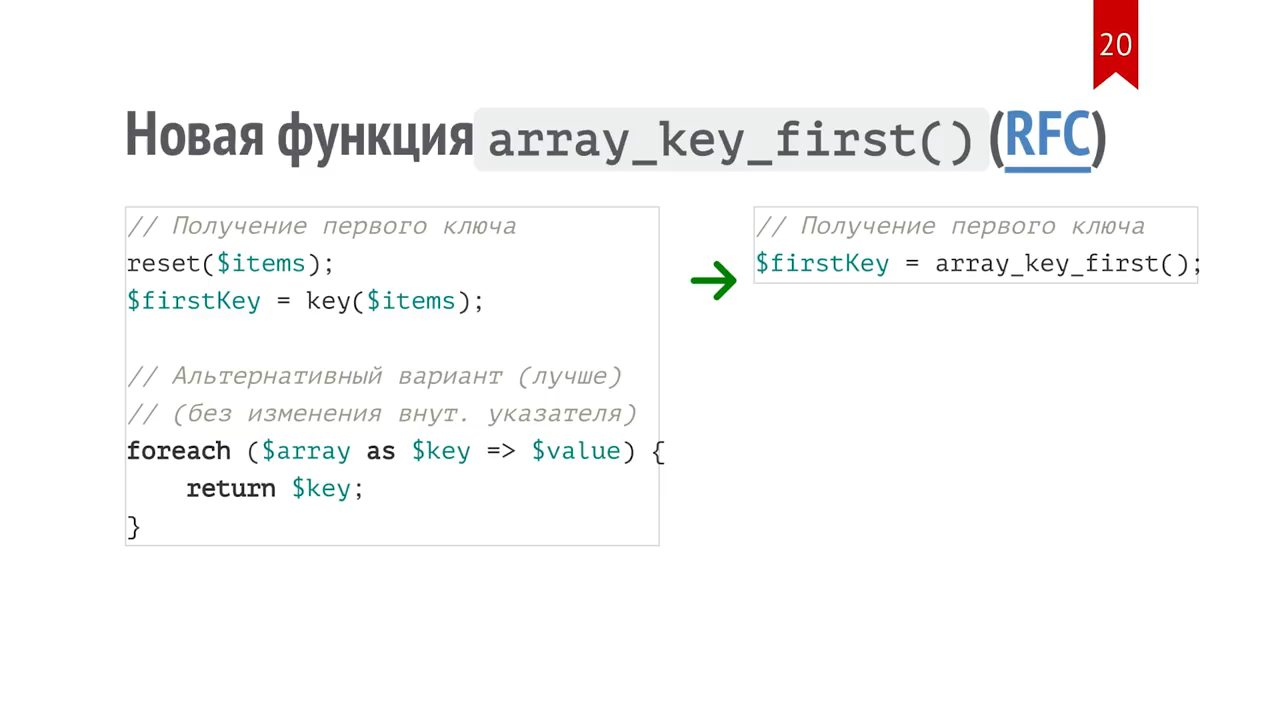 20
Новая функция array_key_first() (RFC)
// Получение первого ключа
reset($items);
$firstKey = key($items);
// Альтернативный вариант (лучше)
// (без изменения внут. указателя)
foreach ($array as $key => $value) {
    return $key;
}
// Получение первого ключа
$firstKey = array_key_first();